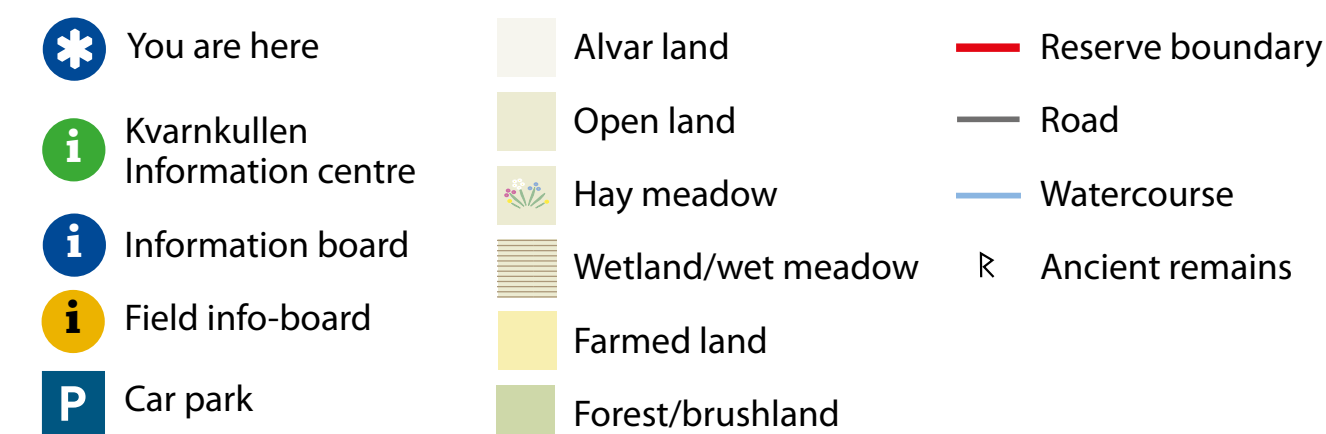 You are here
Kvarnkullen
Information centre
Information board
Field info-board
P
Car park
Alvar land
Open land
Hay meadow
Wetland/wet meadow
Farmed land
Forest/brushland
Reserve boundary
Road
Watercourse
Ancient remains